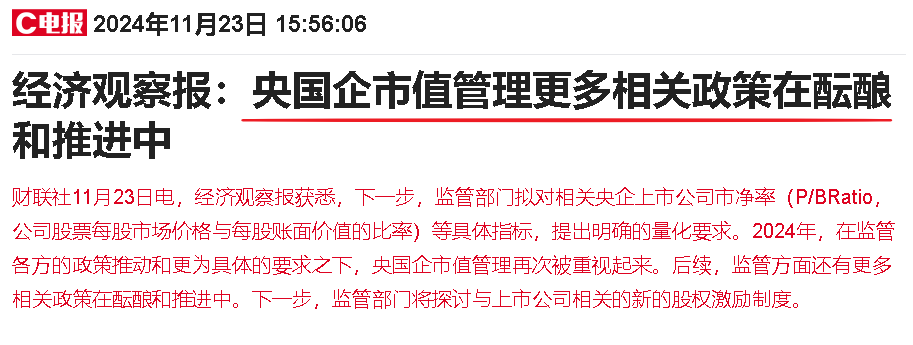 C电报 2024年11月23日 15:56:06
经济观察报：央国企市值管理更多相关政策在酝酿
和推进中
财联社11月23日电，经济观察报获悉，下一步，监管部门拟对相关央企上市公司市净率（P/BRatio，
公司股票每股市场价格与每股账面价值的比率）等具体指标，提出明确的量化要求。2024年，在监管
各方的政策推动和更为具体的要求之下，央国企市值管理再次被重视起来。后续，监管方面还有更多
相关政策在酝酿和推进中。下一步，监管部门将探讨与上市公司相关的新的股权激励制度。